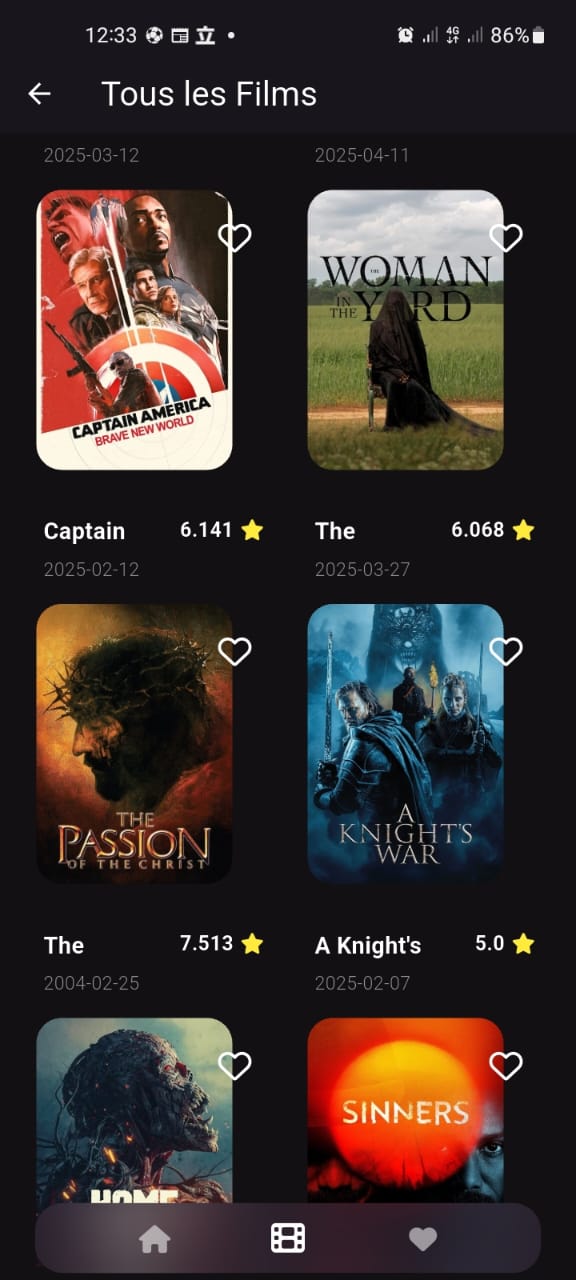 12:33 立 • 4G 86%
Tous les Films
2025-03-12 2025-04-11
CAPTAIN AMERICA
BRAVE NEW WORLD
THE WOMAN
IN THE YARD
Captain 6.141 The 6.068
2025-02-12 2025-03-27
THE
PASSION
OF THE CHRIST
A
KNIGHT'S
WAR
The 7.513 A Knight's 5.0
2004-02-25 2025-02-07
HOME
SINNERS